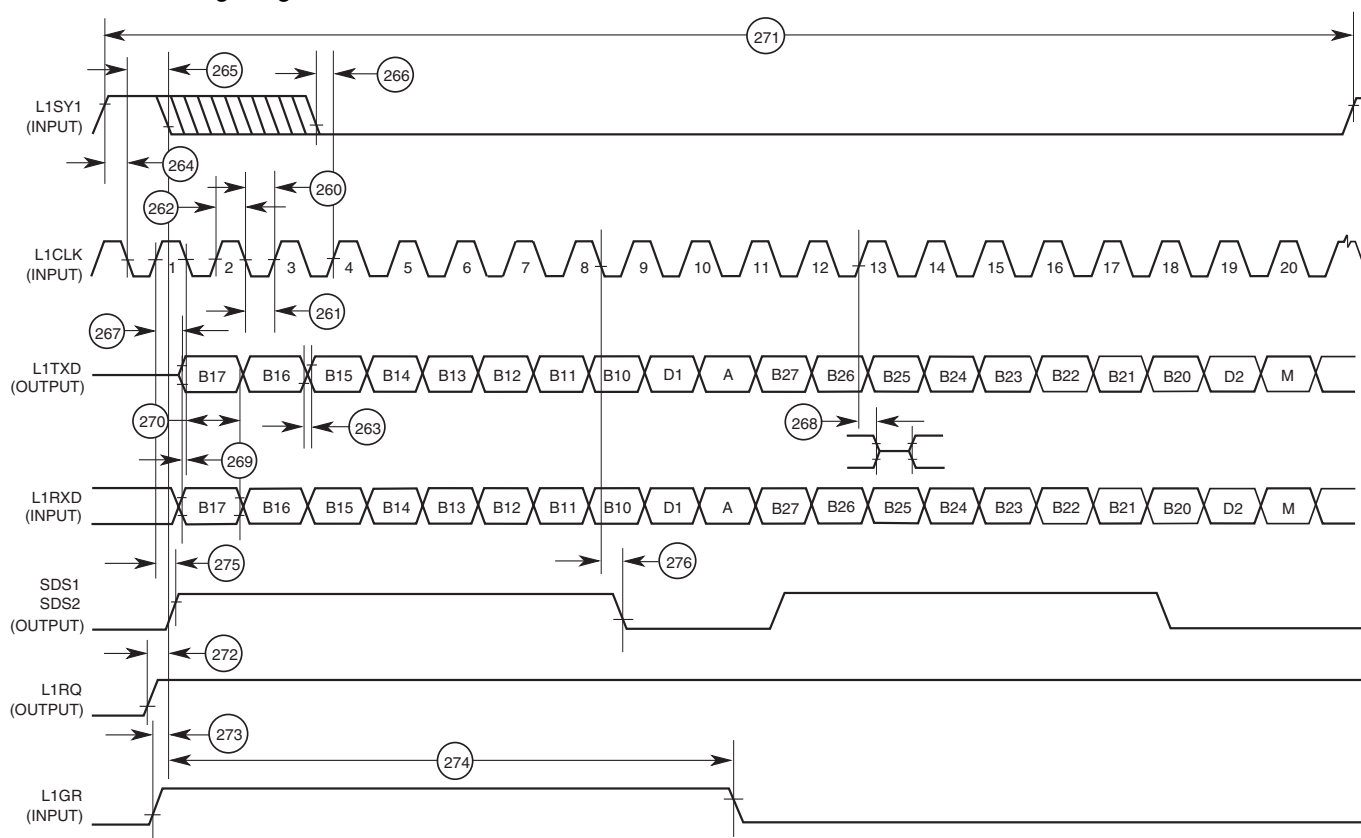 271
265
266
L1SY1
(INPUT)
264
260
262
L1CLK
(INPUT)
1 2 3 4 5 6 7 8 9 10 11 12 13 14 15 16 17 18 19 20
267
261
L1TXD
(OUTPUT)
B17 B16 B15 B14 B13 B12 B11 B10 D1 A B27 B26 B25 B24 B23 B22 B21 B20 D2 M
270
263
268
269
L1RXD
(INPUT)
B17 B16 B15 B14 B13 B12 B11 B10 D1 A B27 B26 B25 B24 B23 B22 B21 B20 D2 M
275
276
SDS1
SDS2
(OUTPUT)
272
L1RQ
(OUTPUT)
273
274
L1GR
(INPUT)